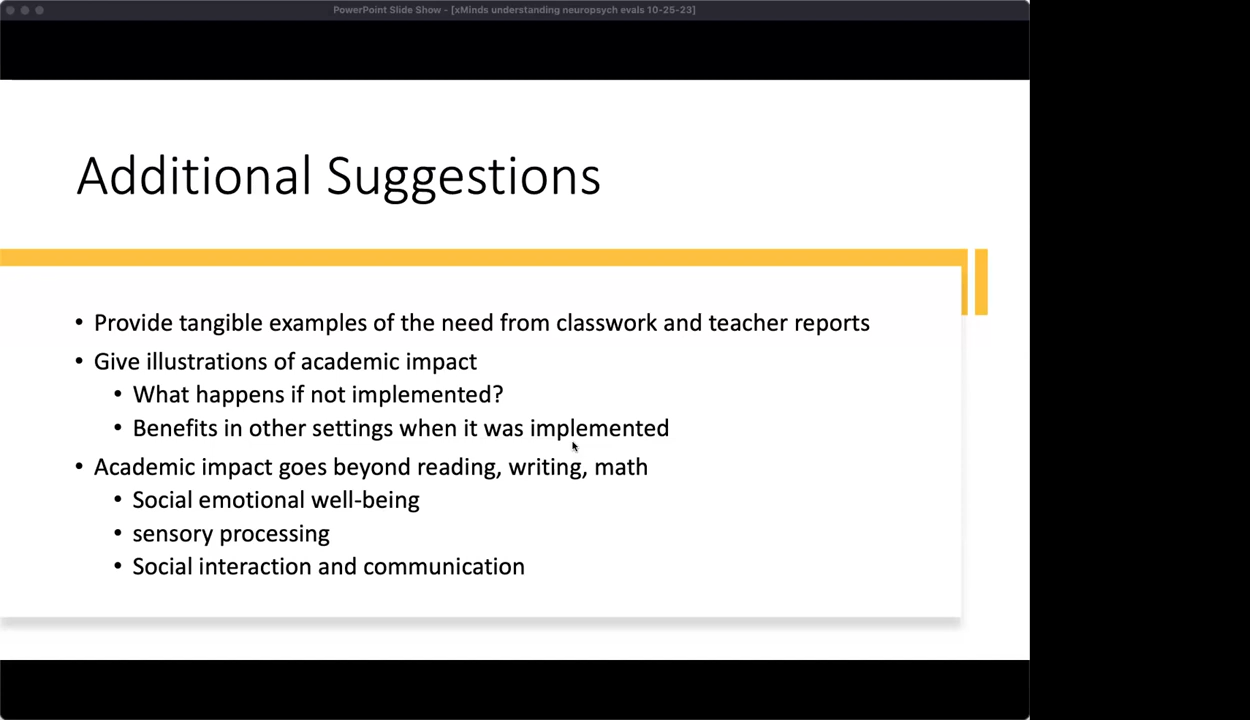 PowerPoint Slide Show - [xMinds understanding neuropsych evals 10-25-23]
Additional Suggestions
• Provide tangible examples of the need from classwork and teacher reports
• Give illustrations of academic impact
• What happens if not implemented?
• Benefits in other settings when it was implemented
• Academic impact goes beyond reading, writing, math
• Social emotional well-being
• sensory processing
• Social interaction and communication